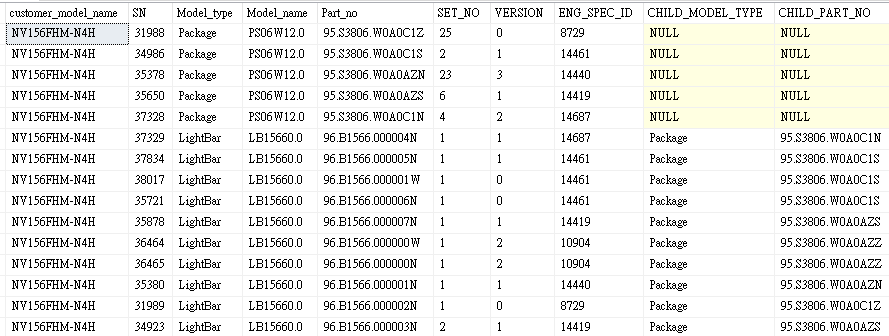 customer_model_name SN Model_type Model_name Part_no SET_NO VERSION ENG_SPEC_ID CHILD_MODEL_TYPE CHILD_PART_NO
NV156FHM-N4H 31988 Package PS06W12.0 95.S3806.W0A0C1Z 25 0 8729 NULL NULL
NV156FHM-N4H 34986 Package PS06W12.0 95.S3806.W0A0C1S 2 1 14461 NULL NULL
NV156FHM-N4H 35378 Package PS06W12.0 95.S3806.W0A0AZN 23 3 14440 NULL NULL
NV156FHM-N4H 35650 Package PS06W12.0 95.S3806.W0A0AZS 6 1 14419 NULL NULL
NV156FHM-N4H 37328 Package PS06W12.0 95.S3806.W0A0C1N 4 2 14687 NULL NULL
NV156FHM-N4H 37329 LightBar LB15660.0 96.B1566.000004N 1 1 14687 Package 95.S3806.W0A0C1N
NV156FHM-N4H 37834 LightBar LB15660.0 96.B1566.000005N 1 1 14461 Package 95.S3806.W0A0C1S
NV156FHM-N4H 38017 LightBar LB15660.0 96.B1566.000001W 1 0 14461 Package 95.S3806.W0A0C1S
NV156FHM-N4H 35721 LightBar LB15660.0 96.B1566.000006N 1 0 14461 Package 95.S3806.W0A0C1S
NV156FHM-N4H 35878 LightBar LB15660.0 96.B1566.000007N 1 1 14419 Package 95.S3806.W0A0AZS
NV156FHM-N4H 36464 LightBar LB15660.0 96.B1566.000000W 1 2 10904 Package 95.S3806.W0A0AZZ
NV156FHM-N4H 36465 LightBar LB15660.0 96.B1566.000000N 1 2 10904 Package 95.S3806.W0A0AZZ
NV156FHM-N4H 35380 LightBar LB15660.0 96.B1566.000001N 1 1 14440 Package 95.S3806.W0A0AZN
NV156FHM-N4H 31989 LightBar LB15660.0 96.B1566.000002N 1 0 8729 Package 95.S3806.W0A0C1Z
NV156FHM-N4H 34923 LightBar LB15660.0 96.B1566.000003N 2 1 14419 Package 95.S3806.W0A0AZS